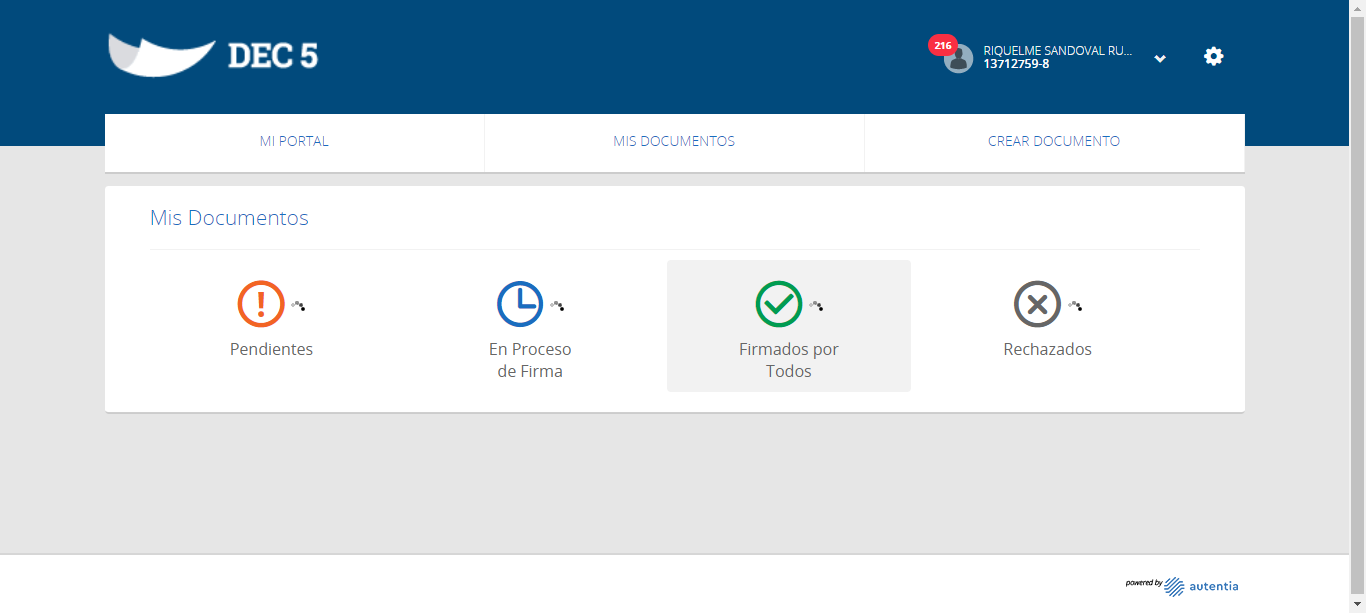 DEC 5
216
RIQUELME SANDOVAL RU...
13712759-8
MI PORTAL
MIS DOCUMENTOS
CREAR DOCUMENTO
Mis Documentos
Pendientes
En Proceso
de Firma
Firmados por
Todos
Rechazados
powered by
autentia